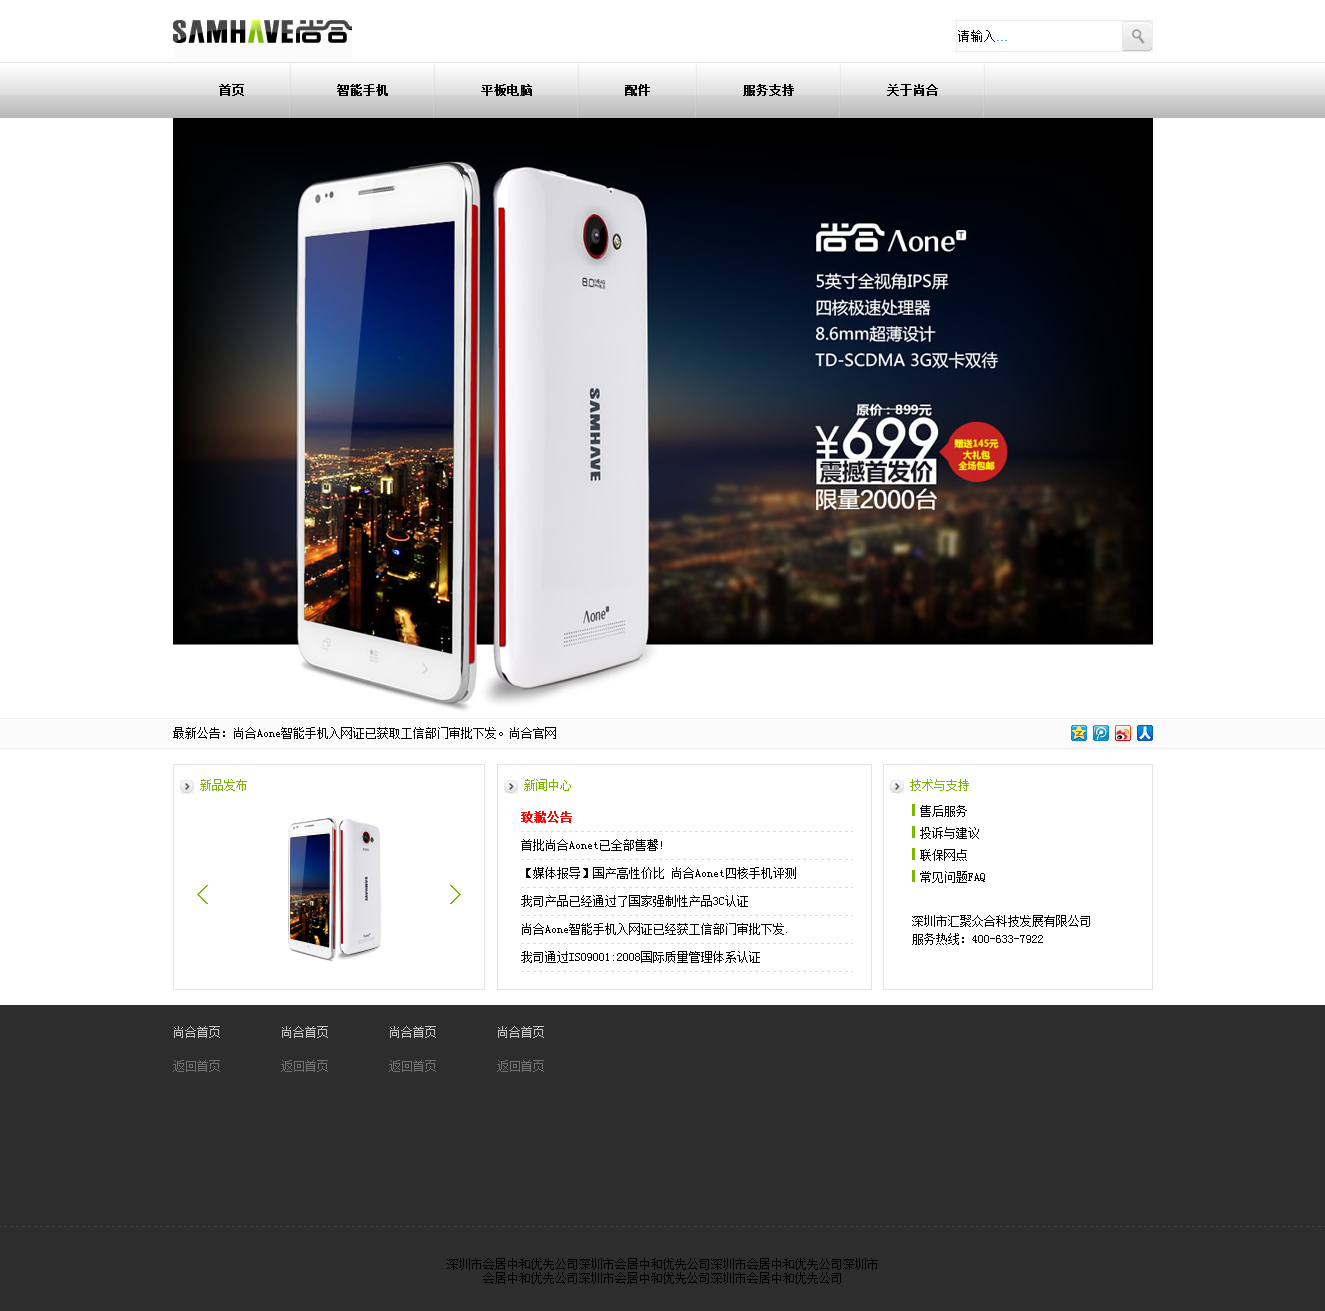 SAMHAVE尚合
请输入...
首页
智能手机
平板电脑
配件
服务支持
关于尚合
尚合 Aone T
5英寸全视角IPS屏
四核极速处理器
8.6mm超薄设计
TD-SCDMA 3G双卡双待
原价：899元
¥699
震撼首发价
限量2000台
赠送145元
大礼包
全场包邮
8.0 MEGA PIXELS
SAMHAVE
Aone
最新公告：尚合Aone智能手机入网证已获取工信部门审批下发。尚合官网
新品发布
新闻中心
致歉公告
首批尚合Aonet已全部售罄!
【媒体报导】国产高性价比 尚合Aonet四核手机评测
我司产品已经通过了国家强制性产品3C认证
尚合Aone智能手机入网证已经获工信部门审批下发.
我司通过ISO9001:2008国际质量管理体系认证
技术与支持
售后服务
投诉与建议
联保网点
常见问题FAQ
深圳市汇聚众合科技发展有限公司
服务热线：400-633-7922
尚合首页 尚合首页 尚合首页 尚合首页
返回首页 返回首页 返回首页 返回首页
深圳市会居中和优先公司深圳市会居中和优先公司深圳市会居中和优先公司深圳市
会居中和优先公司深圳市会居中和优先公司深圳市会居中和优先公司